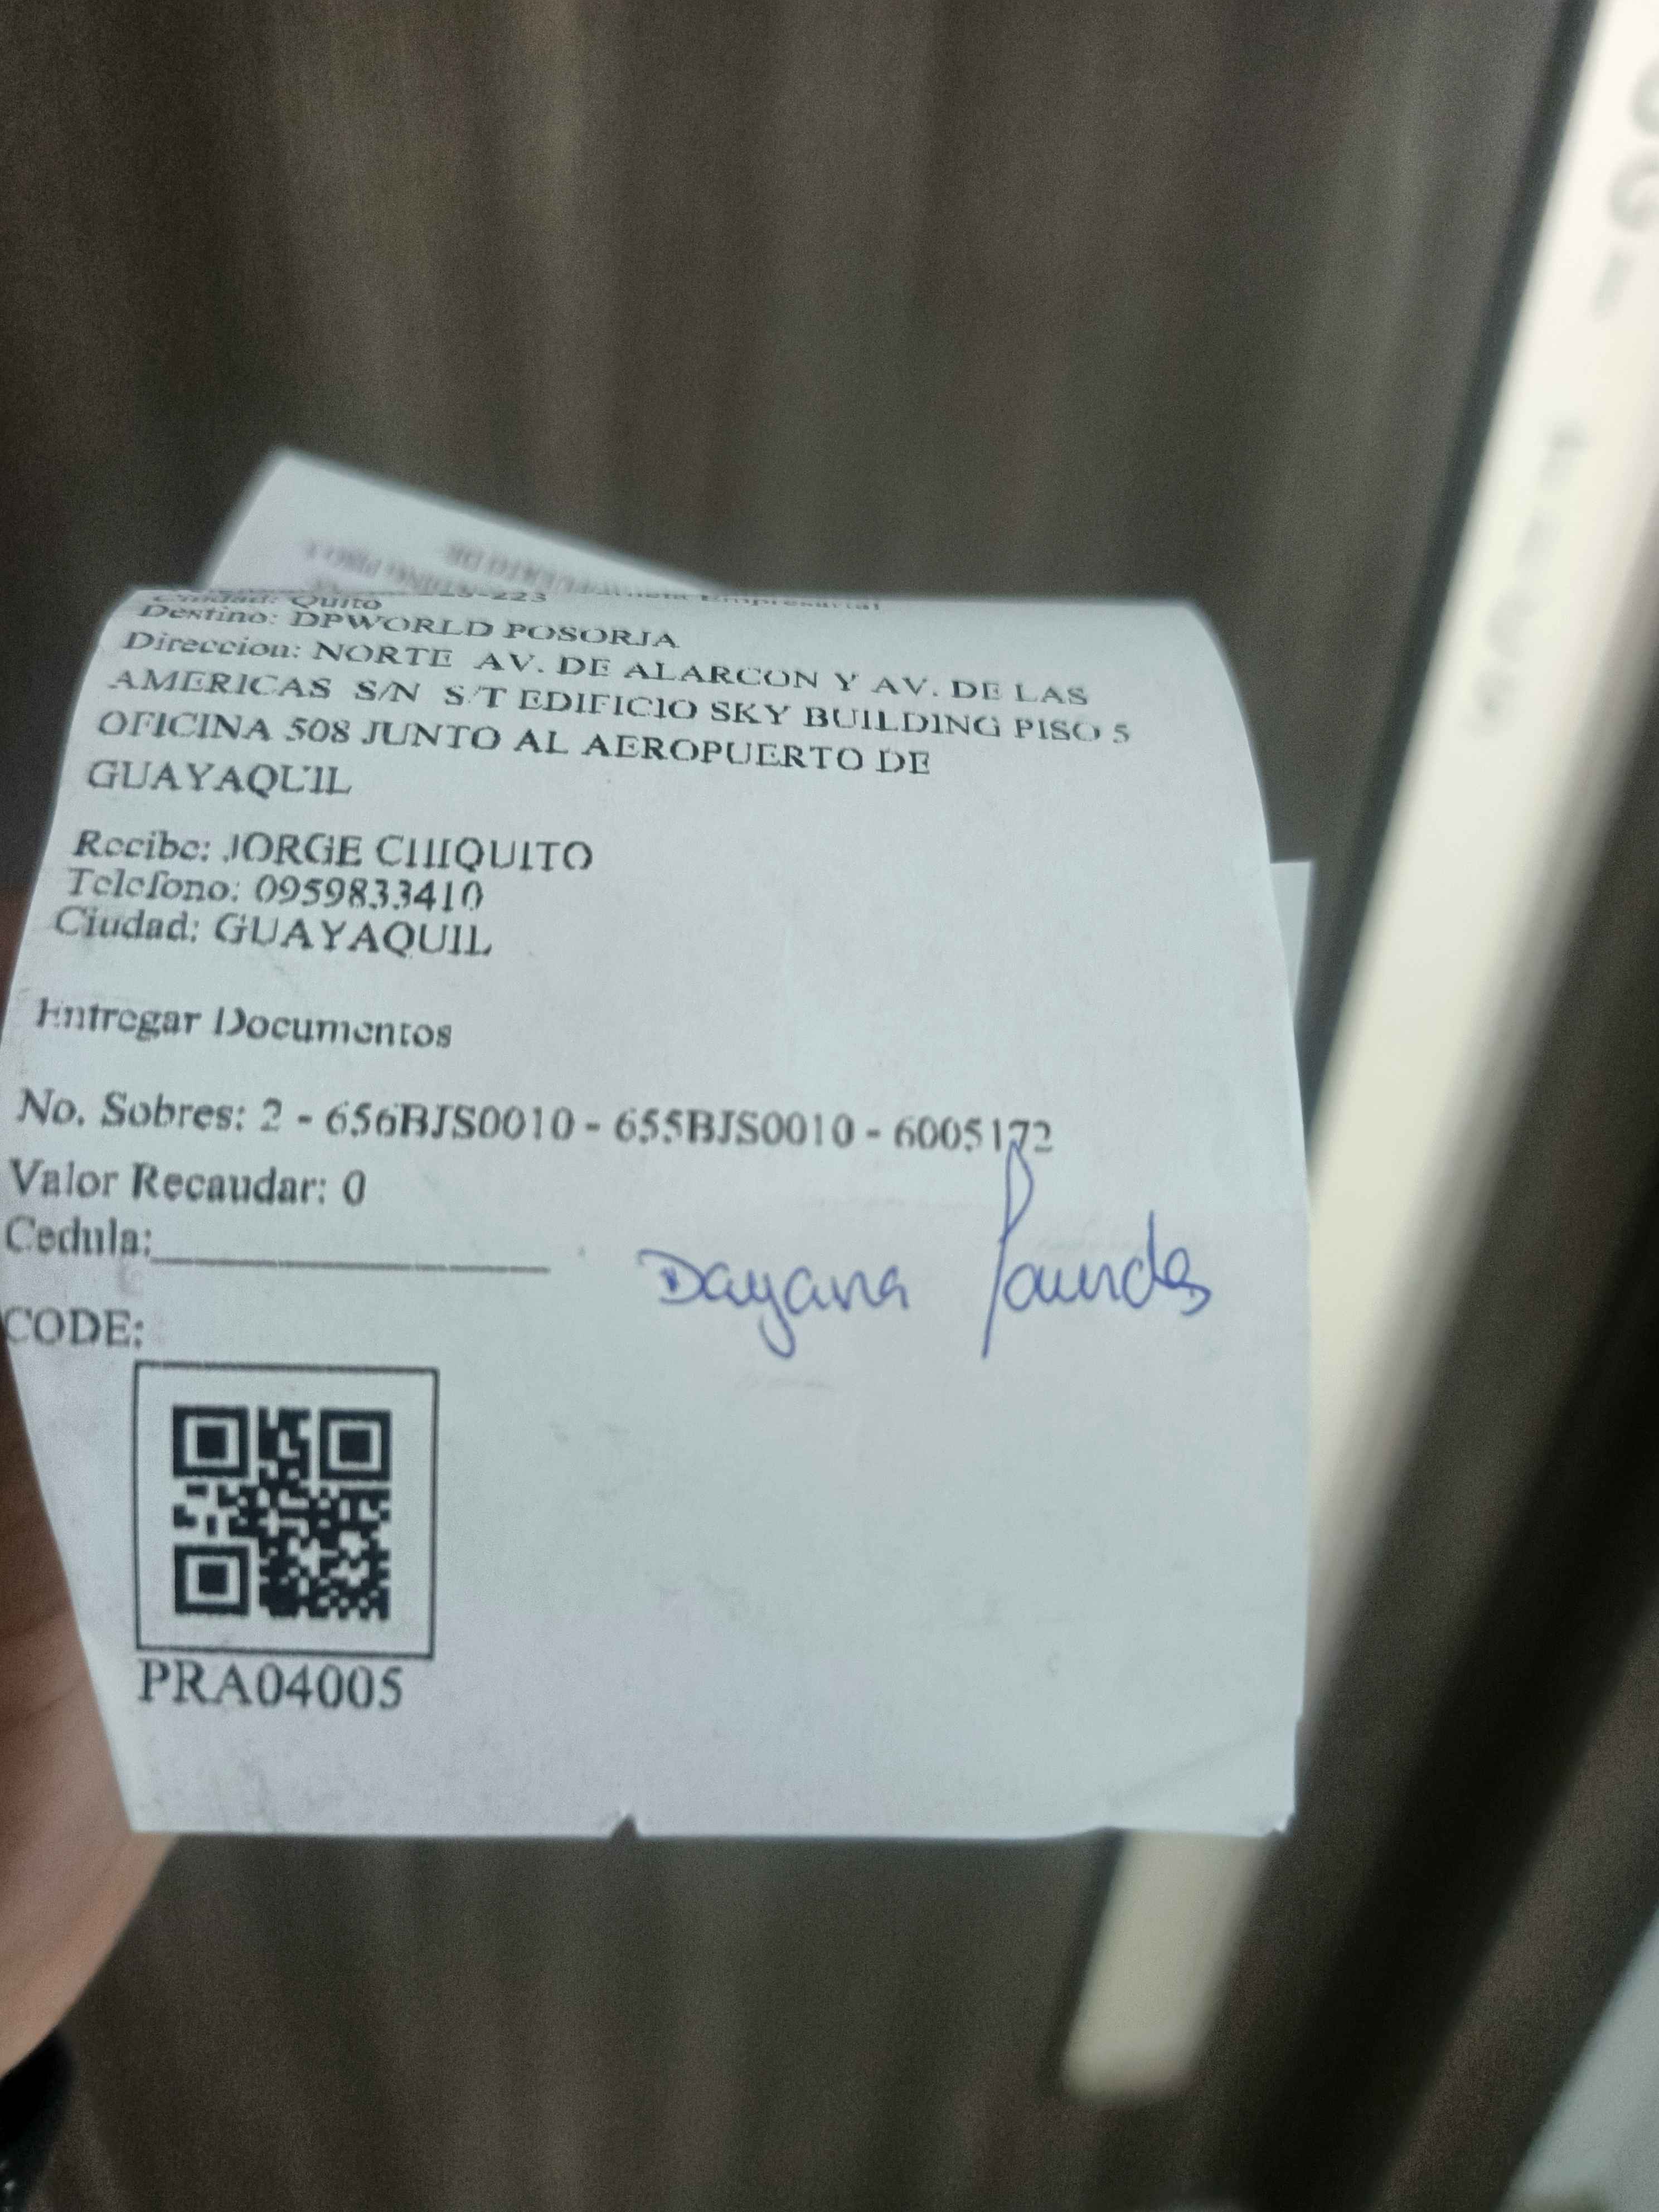 Ciudad: Quito
Destino: DPWORLD POSORJA
Direccion: NORTE AV. DE ALARCON Y AV. DE LAS
AMERICAS S/N S/T EDIFICIO SKY BUILDING PISO 5
OFICINA 508 JUNTO AL AEROPUERTO DE
GUAYAQUIL
Recibe: JORGE CHIQUITO
Telefono: 0959833410
Ciudad: GUAYAQUIL
Entregar Documentos
No. Sobres: 2 - 656BJS0010 - 655BJS0010 - 6005172
Valor Recaudar: 0
Cedula:
Dayana
CODE:
PRA04005